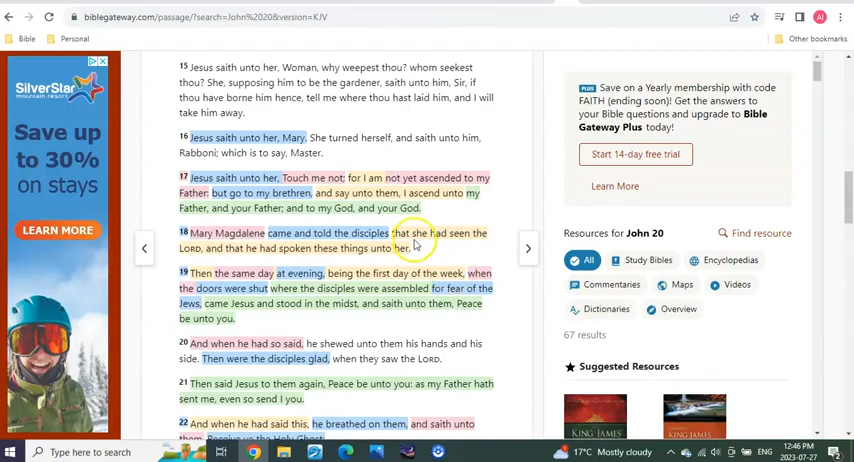 biblegateway.com/passage/?search=John%2020&version=KJV
AI
Bible
Personal
Other bookmarks
SilverStar
MOUNTAIN RESORT
Save up
to 30%
on stays
LEARN MORE
15 Jesus saith unto her, Woman, why weepest thou? whom seekest
thou? She, supposing him to be the gardener, saith unto him, Sir, if
thou have borne him hence, tell me where thou hast laid him, and I will
take him away.
16 Jesus saith unto her, Mary. She turned herself, and saith unto him,
Rabboni; which is to say, Master.
17 Jesus saith unto her, Touch me not; for I am not yet ascended to my
Father: but go to my brethren, and say unto them, I ascend unto my
Father, and your Father; and to my God, and your God.
18 Mary Magdalene came and told the disciples that she had seen the
LORD, and that he had spoken these things unto her.
19 Then the same day at evening, being the first day of the week, when
the doors were shut where the disciples were assembled for fear of the
Jews, came Jesus and stood in the midst, and saith unto them, Peace
be unto you.
20 And when he had so said, he shewed unto them his hands and his
side. Then were the disciples glad, when they saw the LORD.
21 Then said Jesus to them again, Peace be unto you: as my Father hath
sent me, even so send I you.
22 And when he had said this, he breathed on them, and saith unto
them, Receive ye the Holy Ghost:
PLUS Save on a Yearly membership with code
FAITH (ending soon)! Get the answers to
your Bible questions and upgrade to Bible
Gateway Plus today!
Start 14-day free trial
Learn More
Resources for John 20
Find resource
All
Study Bibles
Encyclopedias
Commentaries
Maps
Videos
Dictionaries
Overview
67 results
Suggested Resources
KING JAMES
KING JAMES
Type here to search
17°C Mostly cloudy
ENG
12:46 PM
2023-07-27
2